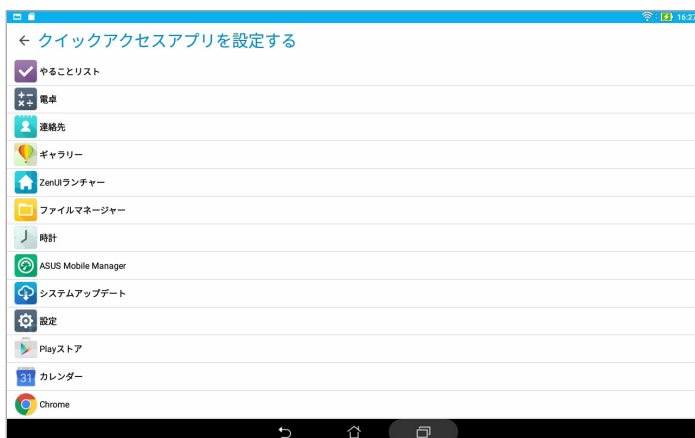 16:27
クイックアクセスアプリを設定する
やることリスト
電卓
連絡先
ギャラリー
ZenUIランチャー
ファイルマネージャー
時計
ASUS Mobile Manager
システムアップデート
設定
Playストア
31 カレンダー
Chrome